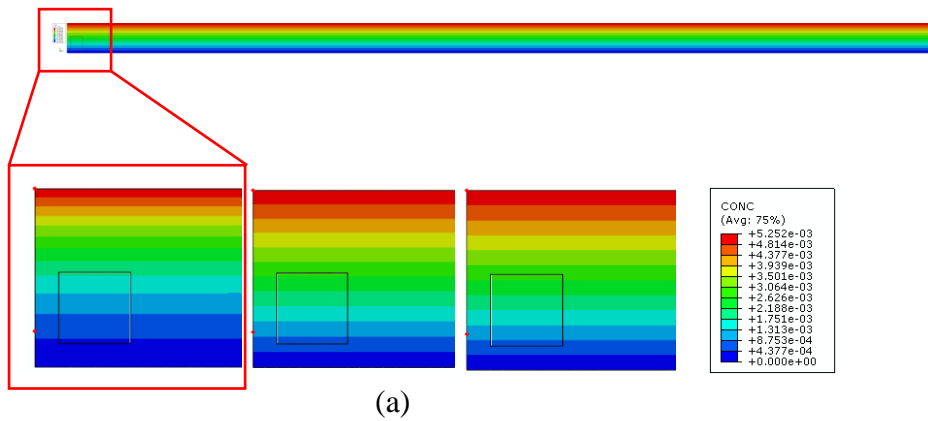 CONC
(Avg: 75%)
+5.252e-03
+4.814e-03
+4.377e-03
+3.939e-03
+3.501e-03
+3.064e-03
+2.626e-03
+2.188e-03
+1.751e-03
+1.313e-03
+8.753e-04
+4.377e-04
+0.000e+00
(a)